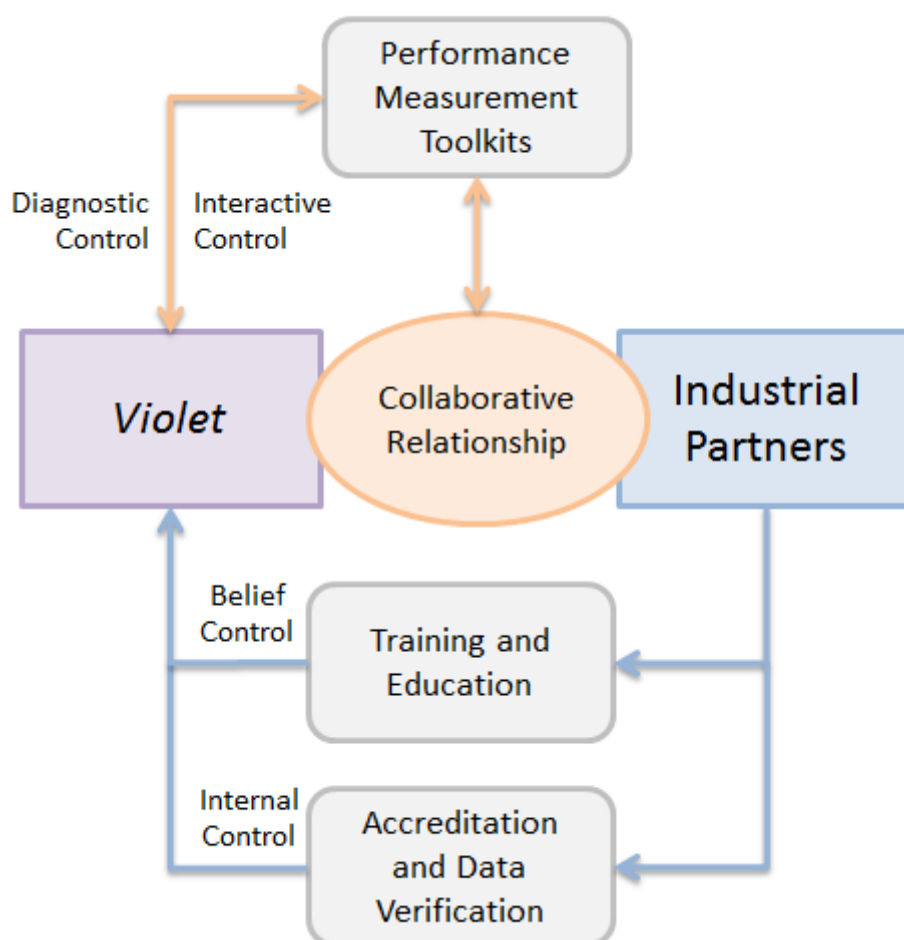 Performance
Measurement
Toolkits
Diagnostic
Control
Interactive
Control
Violet
Collaborative
Relationship
Industrial
Partners
Belief
Control
Training and
Education
Internal
Control
Accreditation
and Data
Verification